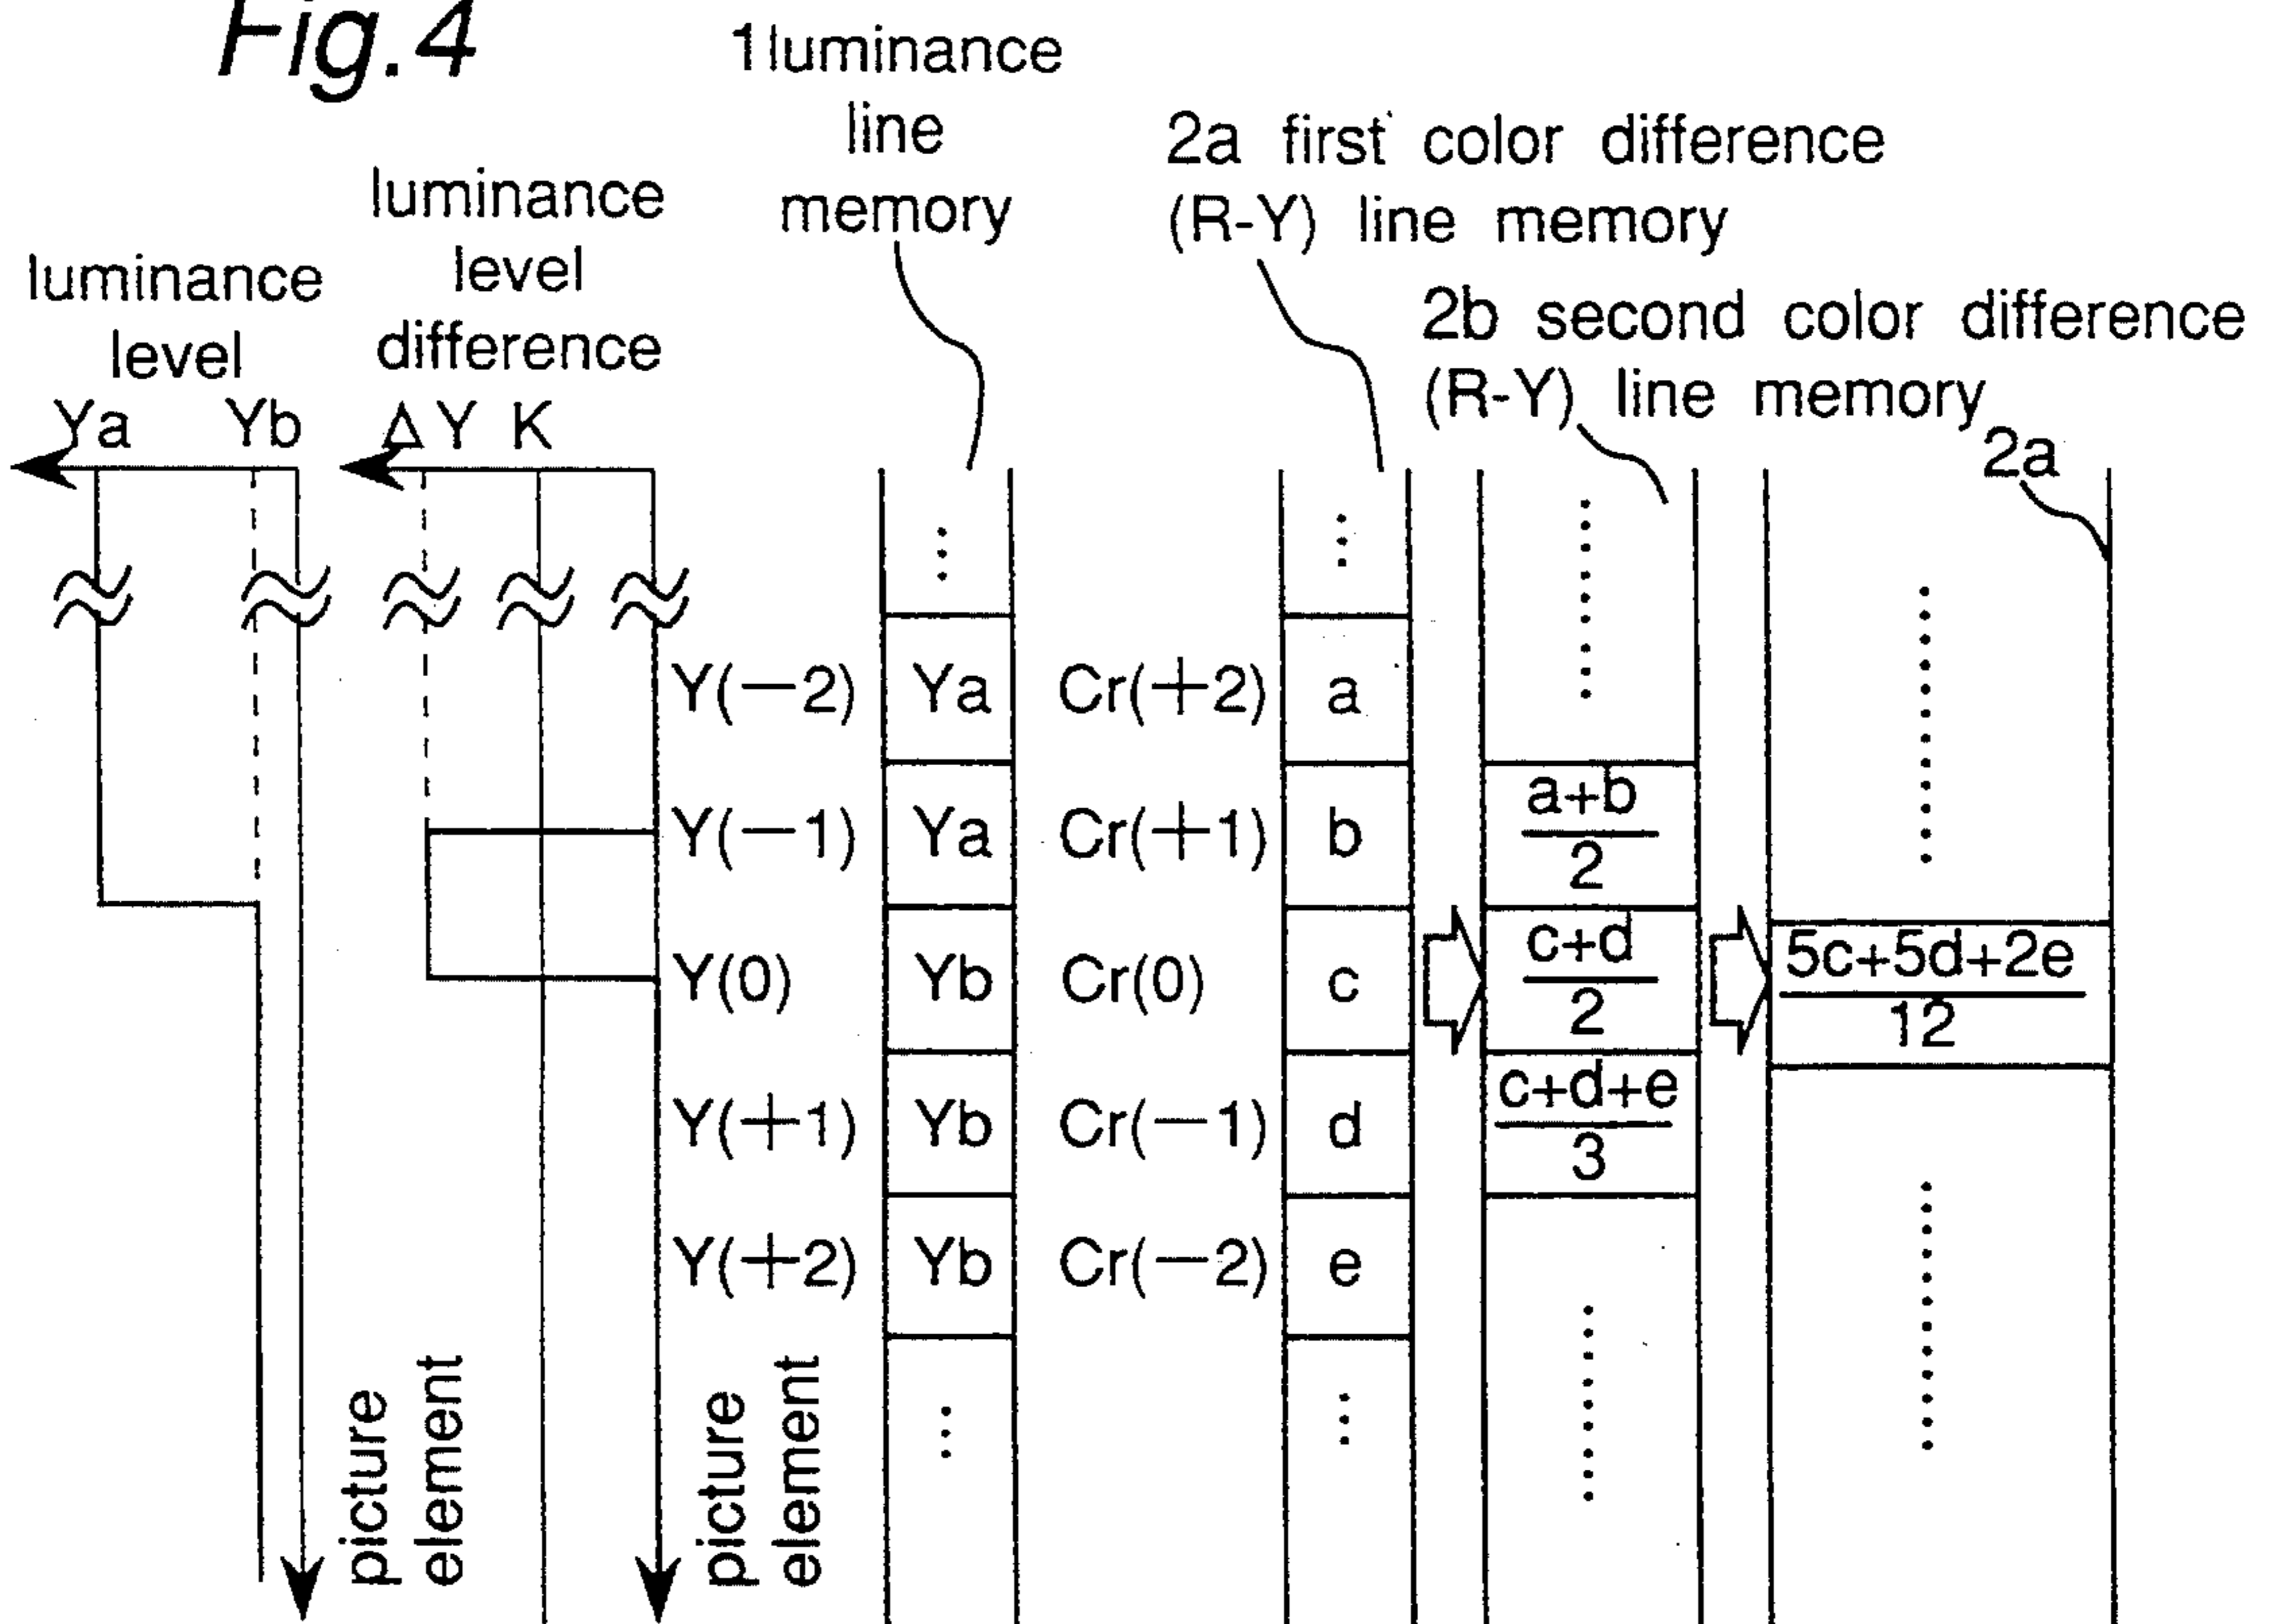 Fig.4
1 luminance
line
memory
2a first color difference
(R-Y) line memory
luminance
level
difference
luminance
level
2b second color difference
(R-Y) line memory
2a
Ya Yb
Δ Y K
Y(−2) Ya Cr(+2) a
Y(−1) Ya Cr(+1) b
a+b
2
Y(0) Yb Cr(0) c
c+d
2
5c+5d+2e
12
Y(+1) Yb Cr(−1) d
c+d+e
3
Y(+2) Yb Cr(−2) e
picture
element
picture
element